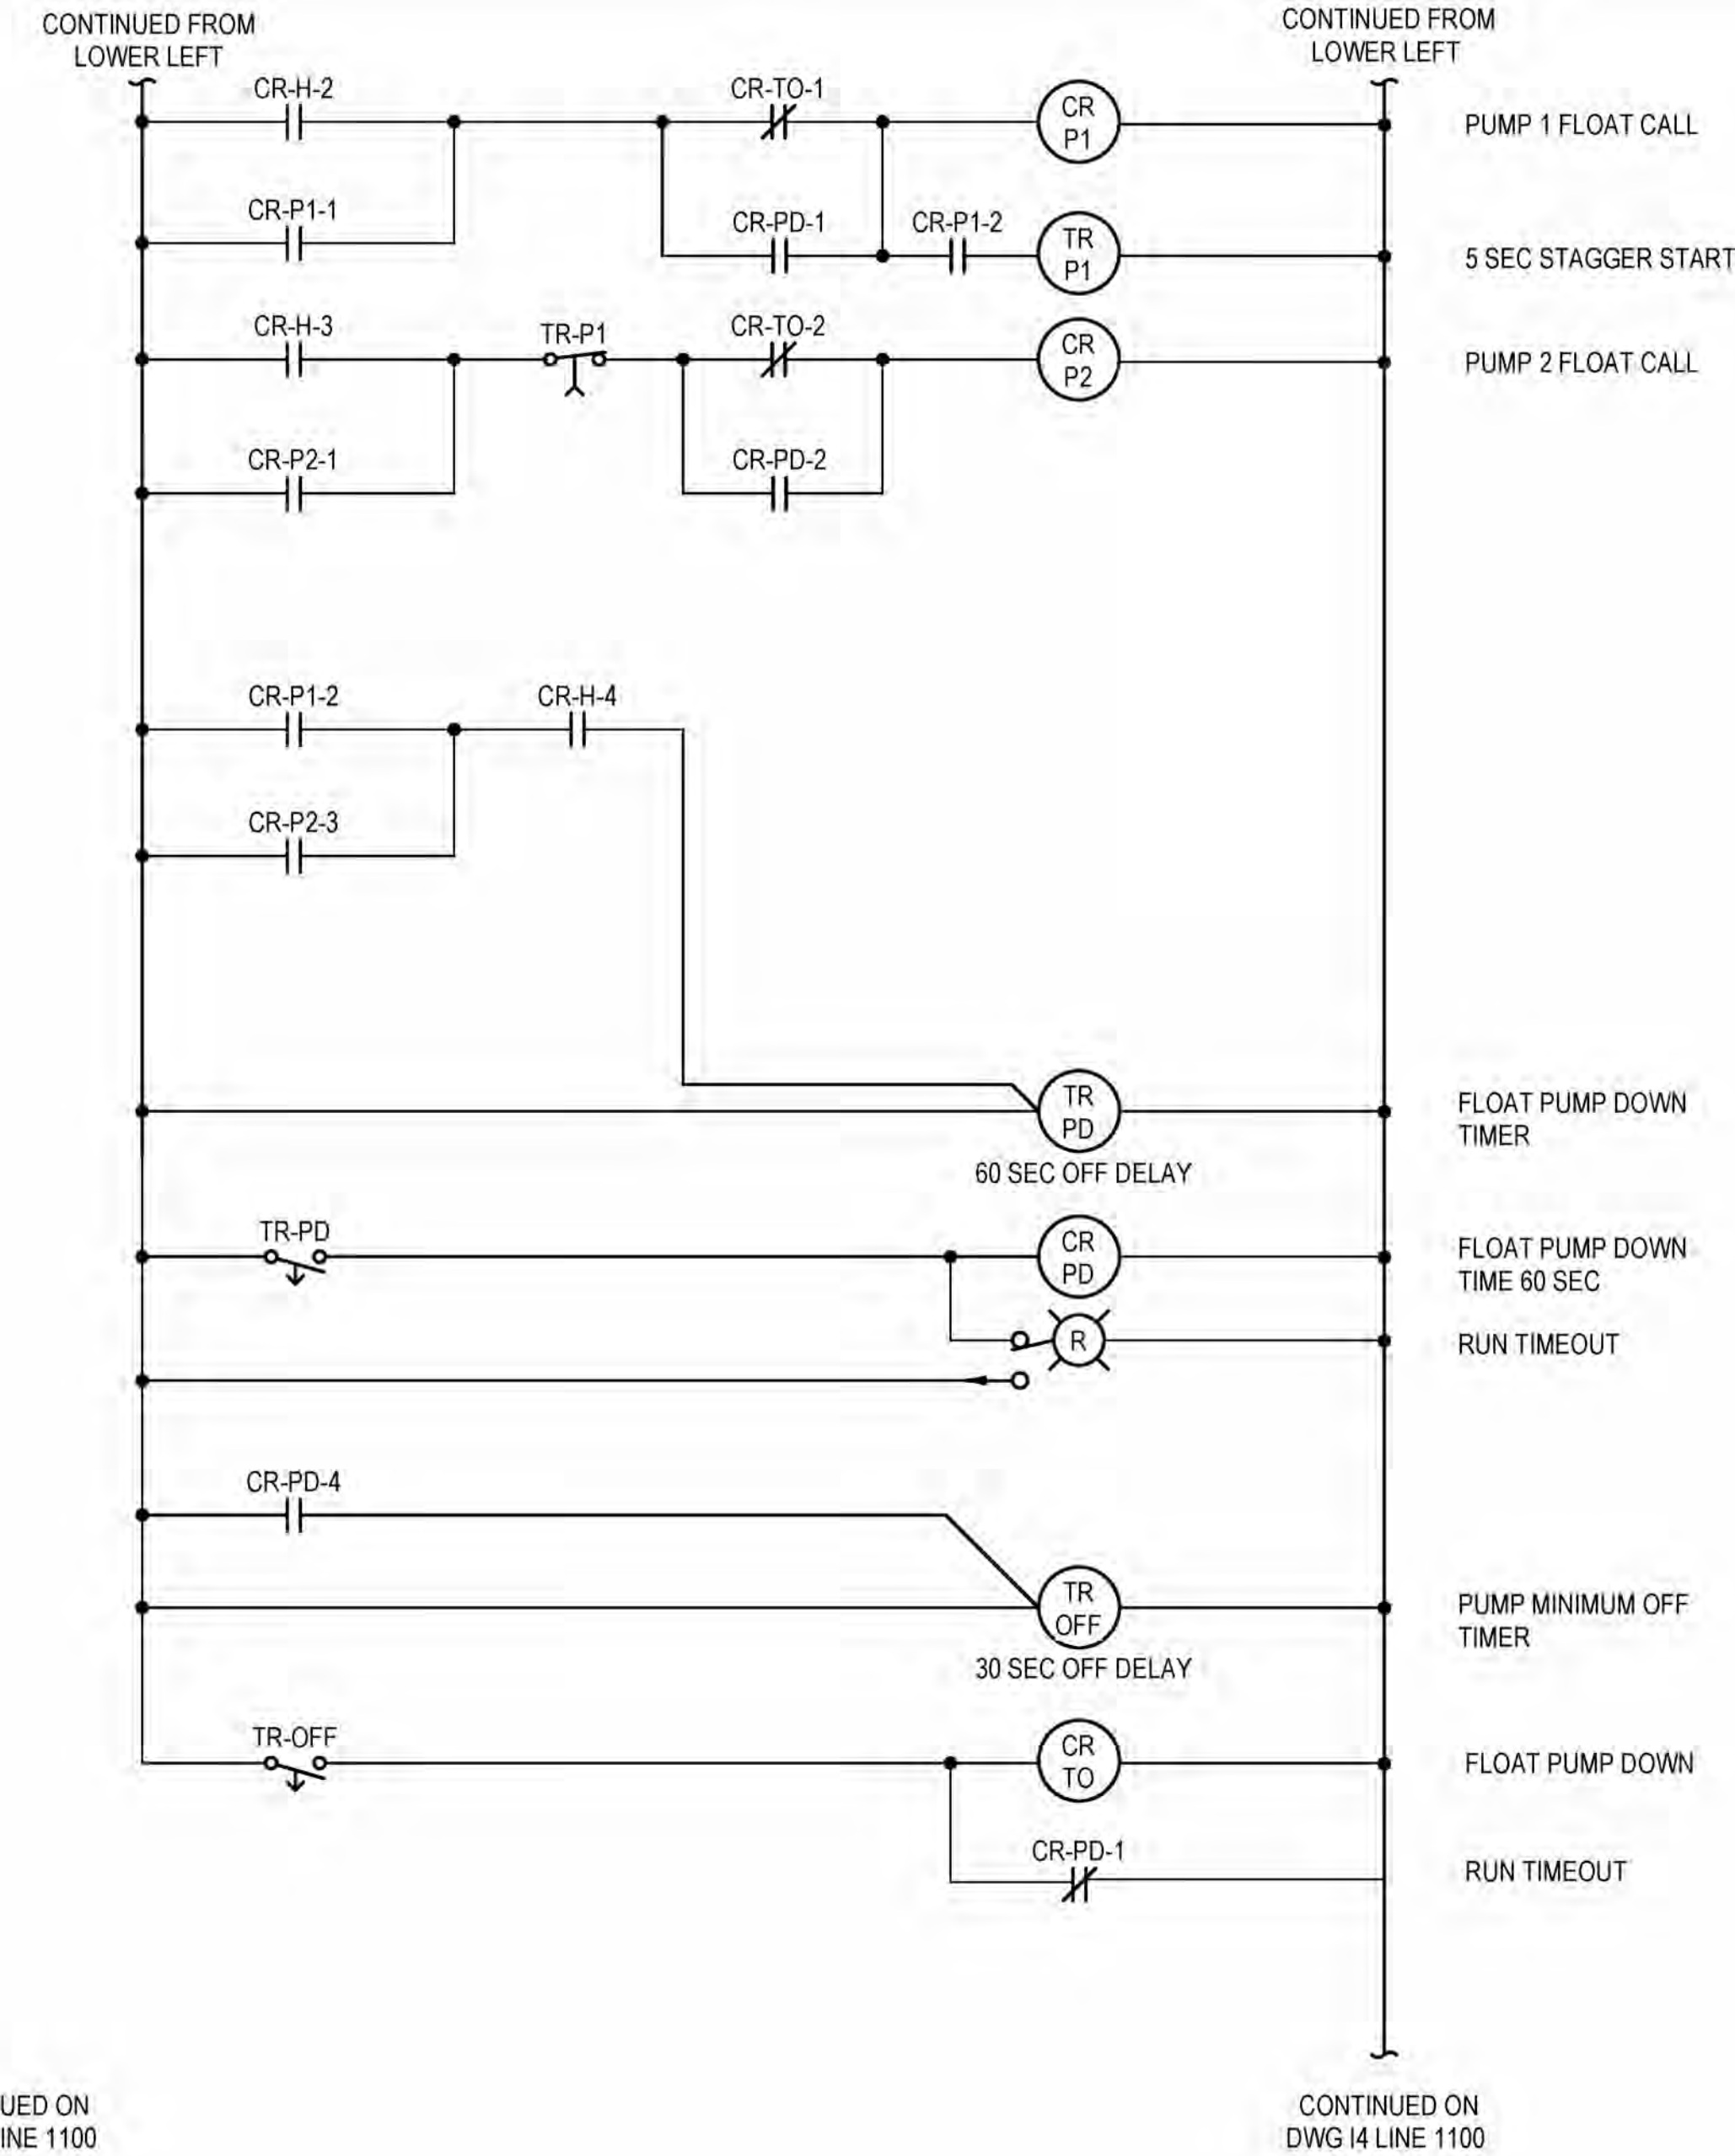 CONTINUED FROM
LOWER LEFT
CONTINUED FROM
LOWER LEFT
CR-H-2
CR-TO-1
CR
P1
PUMP 1 FLOAT CALL
CR-P1-1
CR-PD-1
CR-P1-2
TR
P1
5 SEC STAGGER START
CR-H-3
TR-P1
CR-TO-2
CR
P2
PUMP 2 FLOAT CALL
CR-P2-1
CR-PD-2
CR-P1-2
CR-H-4
CR-P2-3
TR
PD
FLOAT PUMP DOWN
TIMER
60 SEC OFF DELAY
TR-PD
CR
PD
FLOAT PUMP DOWN
TIME 60 SEC
R
RUN TIMEOUT
CR-PD-4
TR
OFF
PUMP MINIMUM OFF
TIMER
30 SEC OFF DELAY
TR-OFF
CR
TO
FLOAT PUMP DOWN
CR-PD-1
RUN TIMEOUT
UED ON
INE 1100
CONTINUED ON
DWG I4 LINE 1100